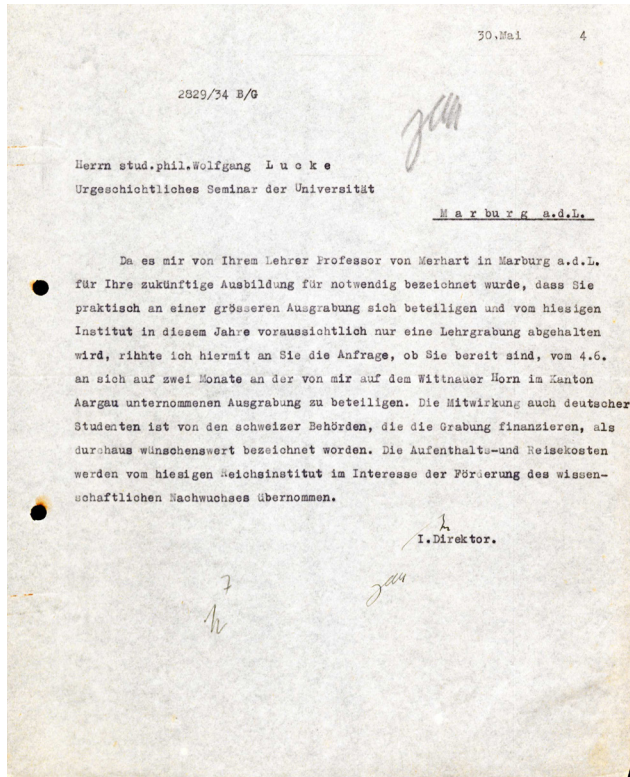 30.Mai 4
2829/34 B/G
Herrn stud.phil.Wolfgang L u c k e
Urgeschichtliches Seminar der Universität
M a r b u r g a.d.L.
Da es mir von Ihrem Lehrer Professor von Merhart in Marburg a.d.L.
für Ihre zukünftige Ausbildung für notwendig bezeichnet wurde, dass Sie
praktisch an einer grösseren Ausgrabung sich beteiligen und vom hiesigen
Institut in diesem Jahre voraussichtlich nur eine Lehrgrabung abgehalten
wird, rihhte ich hiermit an Sie die Anfrage, ob Sie bereit sind, vom 4.6.
an sich auf zwei Monate an der von mir auf dem Wittnauer Horn im Kanton
Aargau unternommenen Ausgrabung zu beteiligen. Die Mitwirkung auch deutscher
Studenten ist von den schweizer Behörden, die die Grabung finanzieren, als
durchaus wünschenswert bezeichnet worden. Die Aufenthalts-und Reisekosten
werden vom hiesigen Reichsinstitut im Interesse der Förderung des wissen-
schaftlichen Nachwuchses übernommen.
I.Direktor.